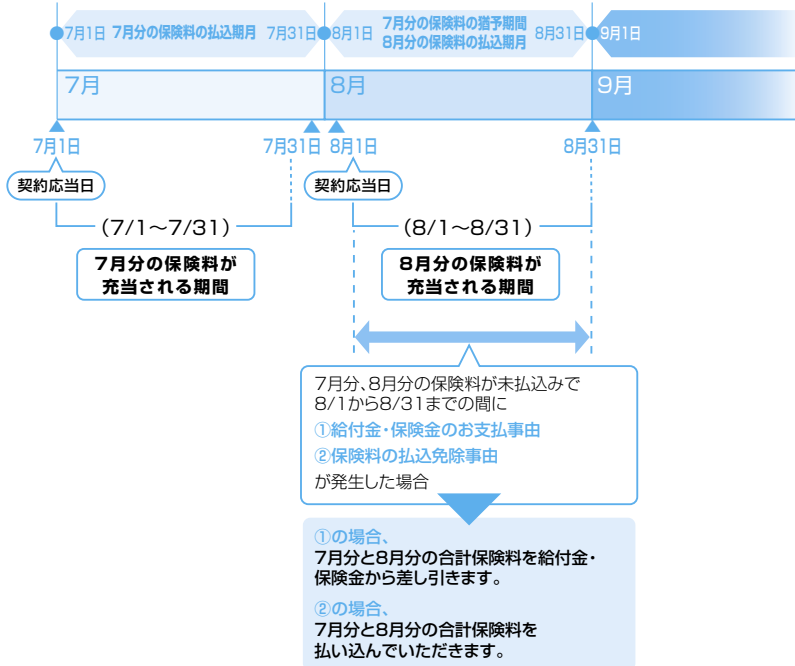 7月1日 7月分の保険料の払込期月 7月31日
8月1日 7月分の保険料の猶予期間 8月31日
8月分の保険料の払込期月
9月1日
7月 8月 9月
7月1日 7月31日 8月1日 8月31日
契約応当日 契約応当日
(7/1〜7/31) (8/1〜8/31)
7月分の保険料が
充当される期間
8月分の保険料が
充当される期間
7月分、8月分の保険料が未払込みで
8/1から8/31までの間に
①給付金・保険金のお支払事由
②保険料の払込免除事由
が発生した場合
①の場合、
7月分と8月分の合計保険料を給付金・
保険金から差し引きます。
②の場合、
7月分と8月分の合計保険料を
払い込んでいただきます。